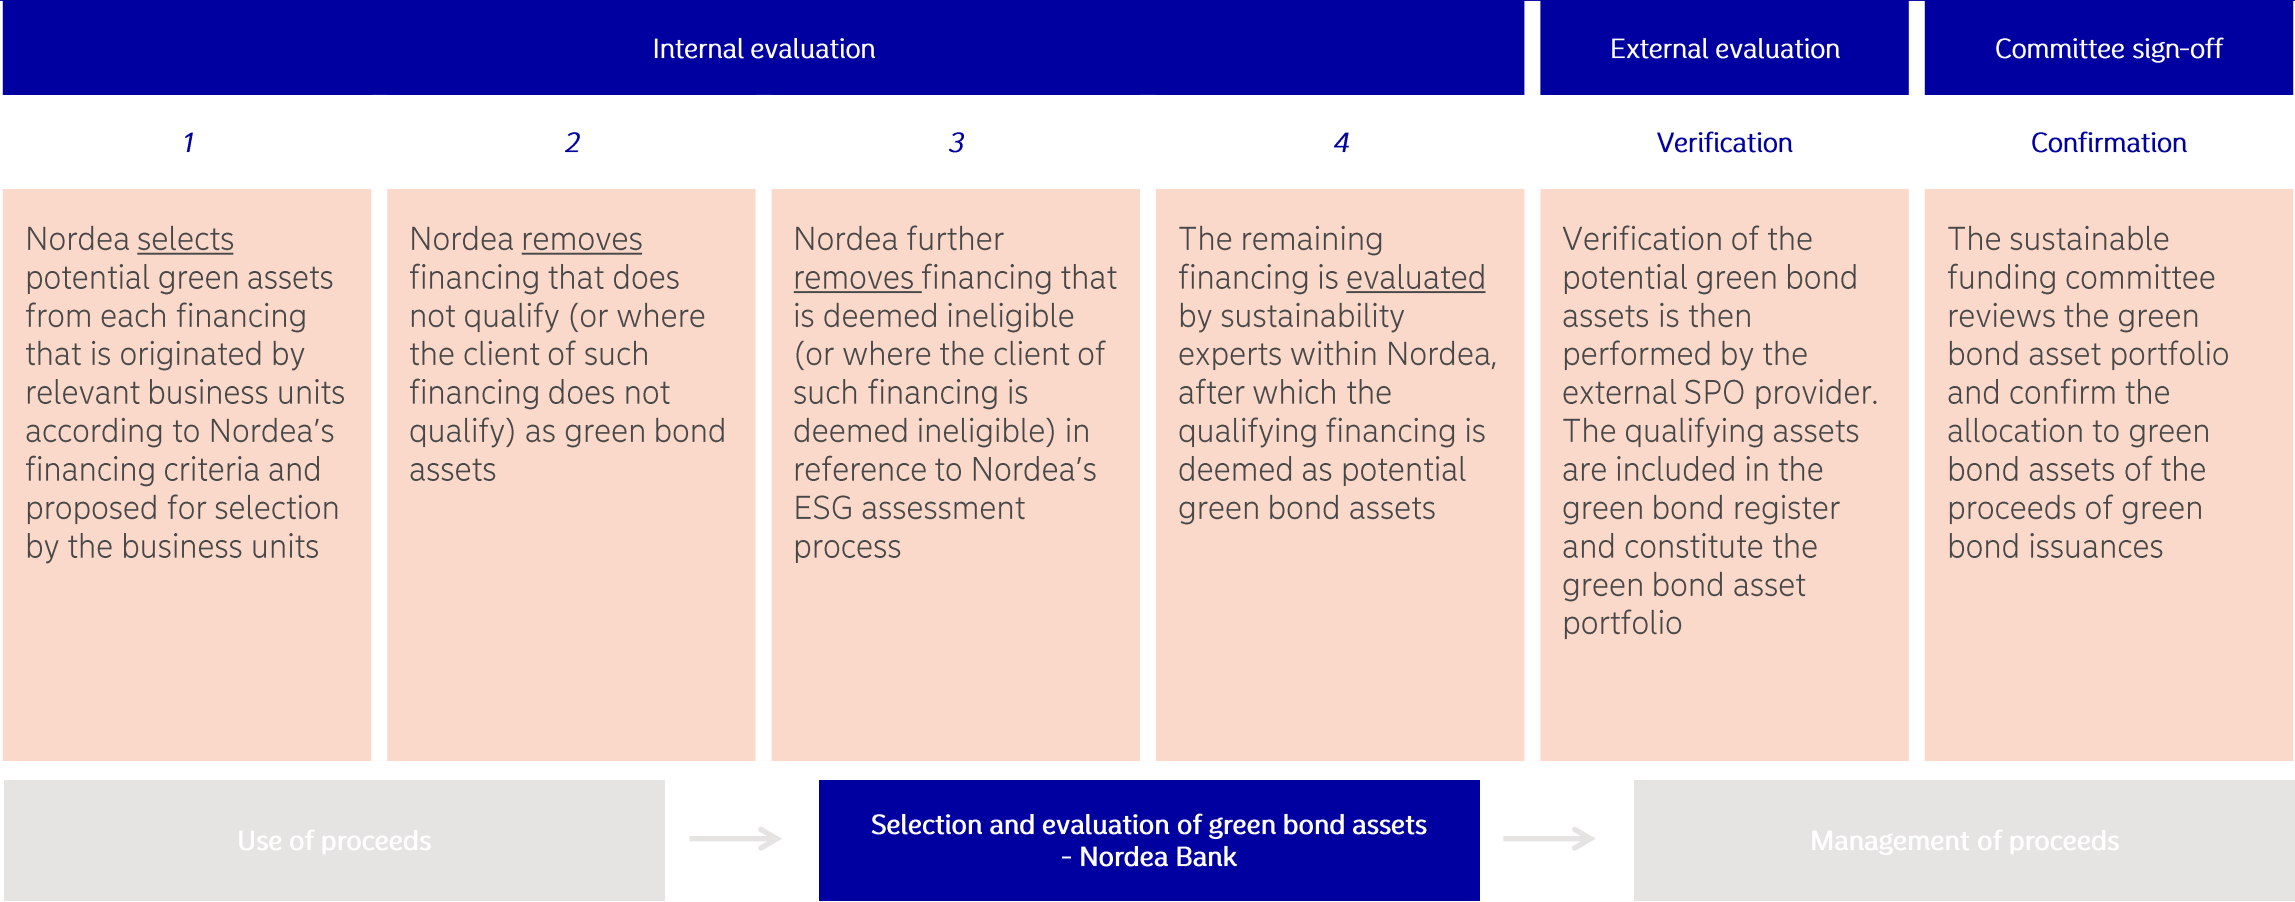 Internal evaluation
External evaluation
Committee sign-off
1
2
3
4
Verification
Confirmation
Nordea selects
potential green assets
from each financing
that is originated by
relevant business units
according to Nordea’s
financing criteria and
proposed for selection
by the business units
Nordea removes
financing that does
not qualify (or where
the client of such
financing does not
qualify) as green bond
assets
Nordea further
removes financing that
is deemed ineligible
(or where the client of
such financing is
deemed ineligible) in
reference to Nordea’s
ESG assessment
process
The remaining
financing is evaluated
by sustainability
experts within Nordea,
after which the
qualifying financing is
deemed as potential
green bond assets
Verification of the
potential green bond
assets is then
performed by the
external SPO provider.
The qualifying assets
are included in the
green bond register
and constitute the
green bond asset
portfolio
The sustainable
funding committee
reviews the green
bond asset portfolio
and confirm the
allocation to green
bond assets of the
proceeds of green
bond issuances
Use of proceeds
Selection and evaluation of green bond assets
- Nordea Bank
Management of proceeds